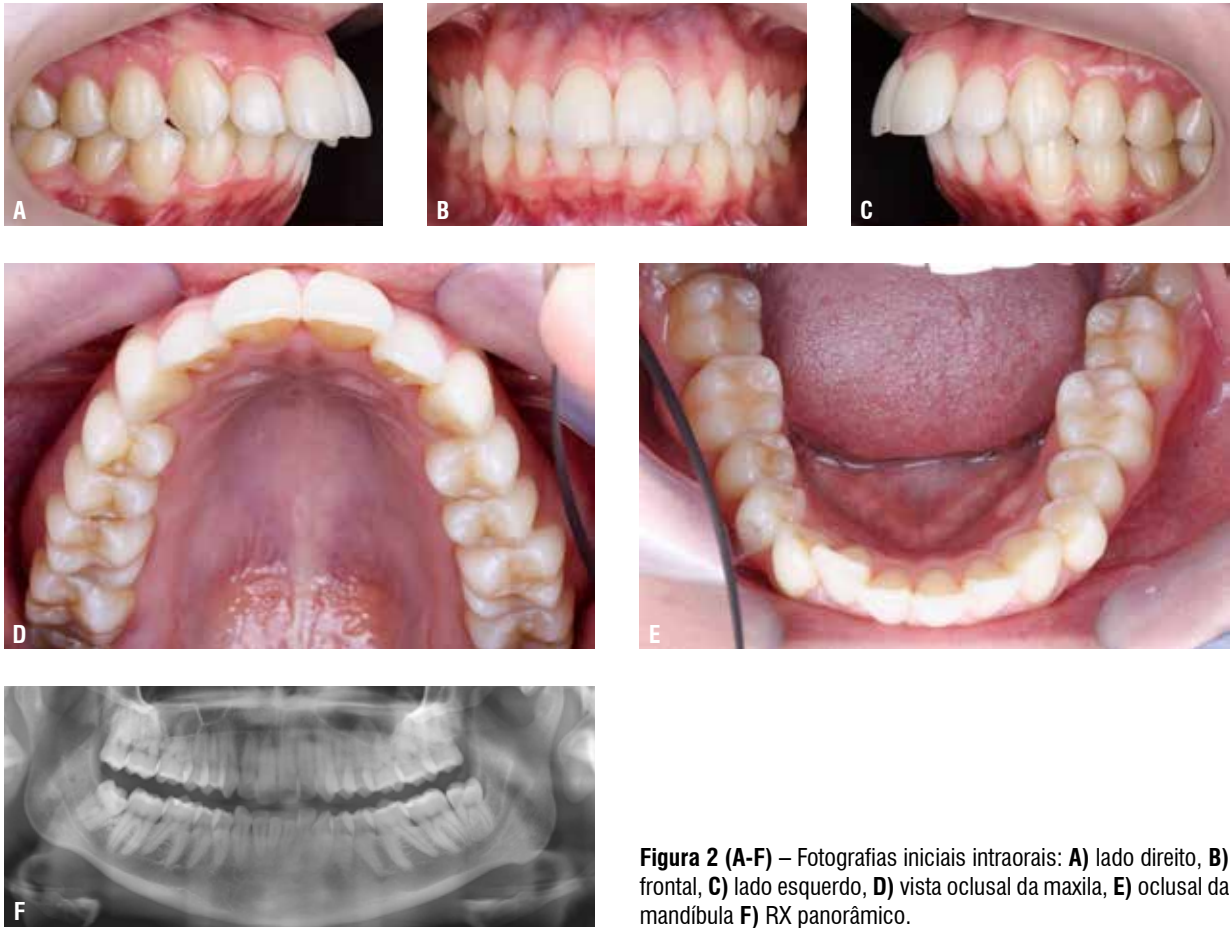 A
B
C
D
E
F
Figura 2 (A-F) – Fotografias iniciais intraorais: A) lado direito, B)
frontal, C) lado esquerdo, D) vista oclusal da maxila, E) oclusal da
mandíbula F) RX panorâmico.